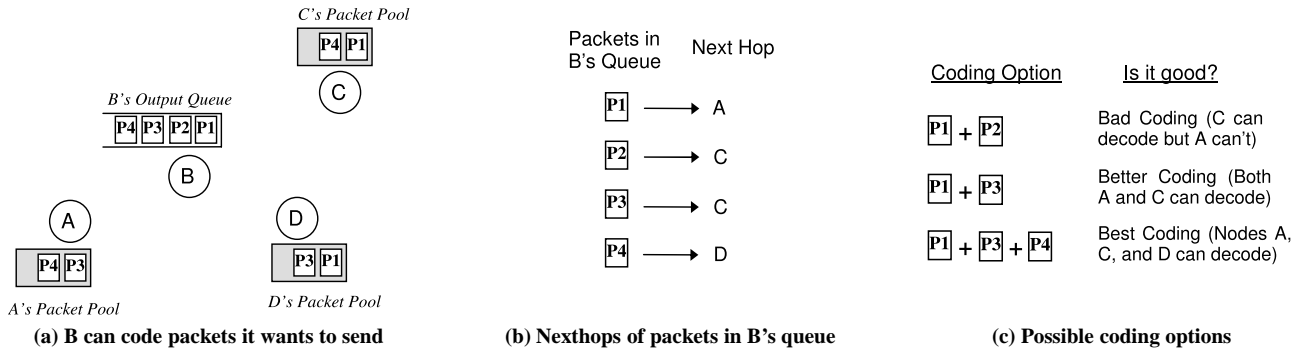 C's Packet Pool
P4 P1
C
B's Output Queue
P4 P3 P2 P1
B
A
P4 P3
A's Packet Pool
D
P3 P1
D's Packet Pool
(a) B can code packets it wants to send
Packets in
B's Queue
Next Hop
P1 A
P2 C
P3 C
P4 D
(b) Nexthops of packets in B's queue
Coding Option
Is it good?
P1 + P2
Bad Coding (C can
decode but A can't)
P1 + P3
Better Coding (Both
A and C can decode)
P1 + P3 + P4
Best Coding (Nodes A,
C, and D can decode)
(c) Possible coding options